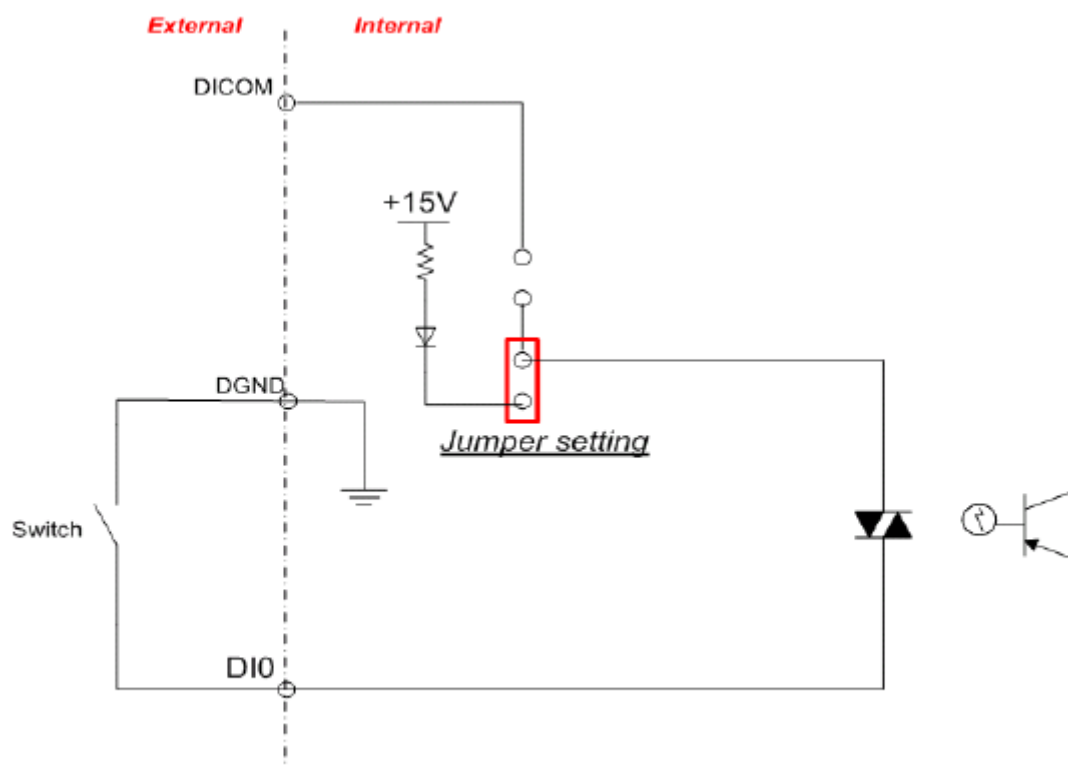 External Internal
DICOM
+15V
DGND
Jumper setting
Switch
DI0